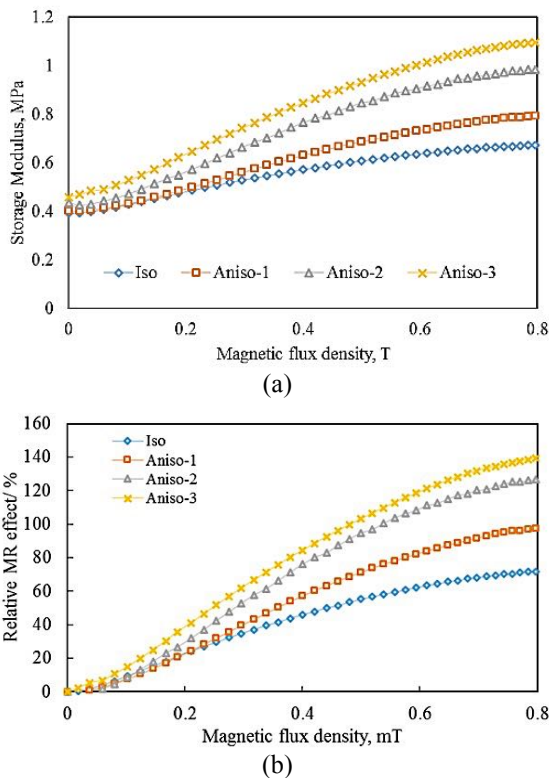 1.2
1
0.8
0.6
0.4
0.2
0
Storage Modulus, MPa
Iso Aniso-1 Aniso-2 Aniso-3
0 0.2 0.4 0.6 0.8
Magnetic flux density, T
(a)
160
140
120
100
80
60
40
20
0
Relative MR effect/ %
Iso
Aniso-1
Aniso-2
Aniso-3
0 0.2 0.4 0.6 0.8
Magnetic flux density, mT
(b)